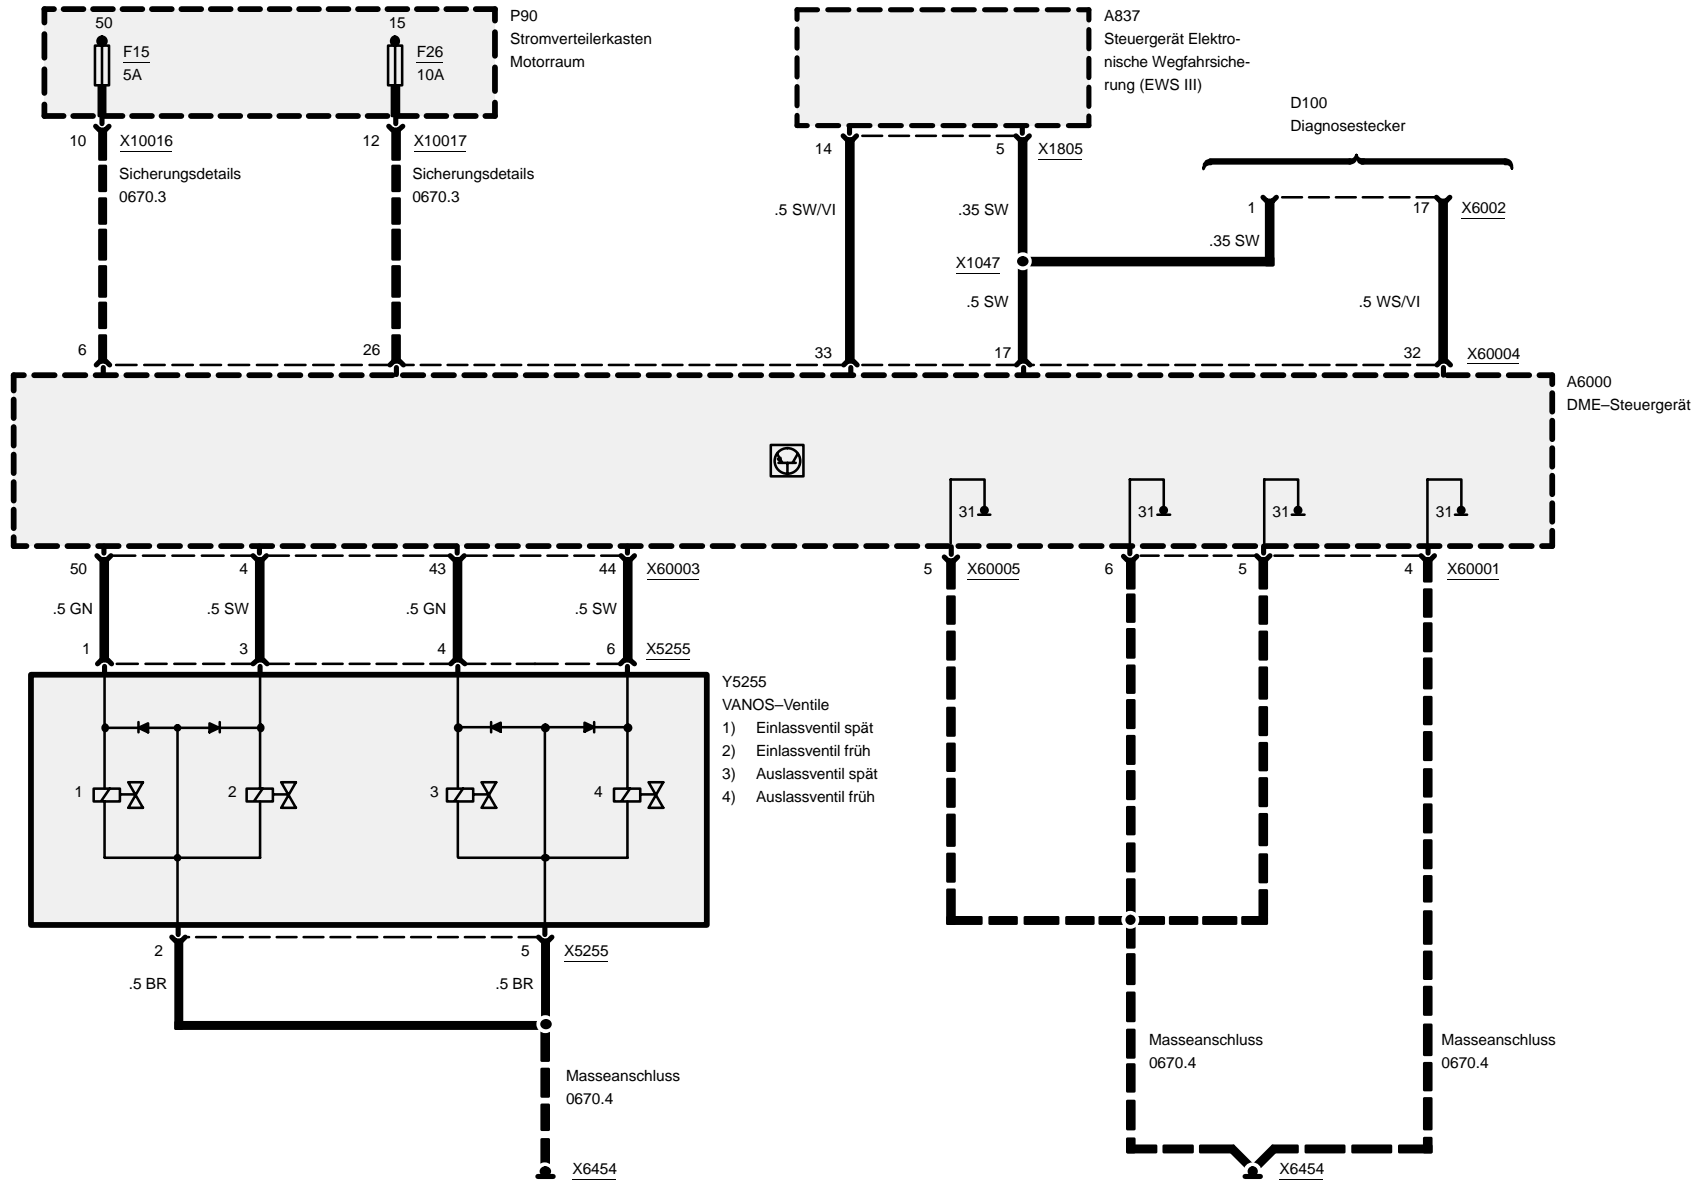 50
15
P90
Stromverteilerkasten
Motorraum
F15
5A
F26
10A
A837
Steuergerät Elektro-
nische Wegfahrsiche-
rung (EWS III)
D100
Diagnosestecker
10
X10016
12
X10017
14
5
X1805
Sicherungsdetails
0670.3
Sicherungsdetails
0670.3
.5 SW/VI
.35 SW
1
17
X6002
.35 SW
X1047
.5 SW
.5 WS/VI
6
26
33
17
32
X60004
A6000
DME–Steuergerät
31
31
31
31
50
4
43
44
X60003
5
X60005
6
5
4
X60001
.5 GN
.5 SW
.5 GN
.5 SW
1
3
4
6
X5255
Y5255
VANOS–Ventile
1) Einlassventil spät
2) Einlassventil früh
3) Auslassventil spät
4) Auslassventil früh
1
2
3
4
2
5
X5255
.5 BR
.5 BR
Masseanschluss
0670.4
Masseanschluss
0670.4
Masseanschluss
0670.4
X6454
X6454